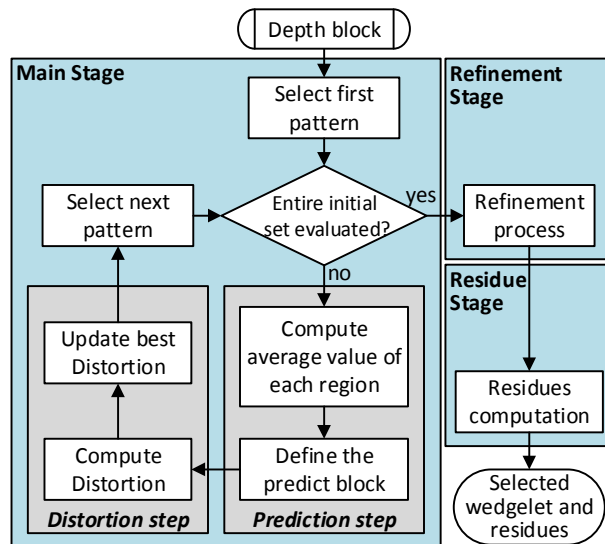 Depth block
Main Stage
Select first
pattern
Refinement
Stage
Select next
pattern
Entire initial
set evaluated?
yes
Refinement
process
no
Residue
Stage
Update best
Distortion
Compute
average value of
each region
Residues
computation
Compute
Distortion
Define the
predict block
Distortion step
Prediction step
Selected
wedgelet and
residues